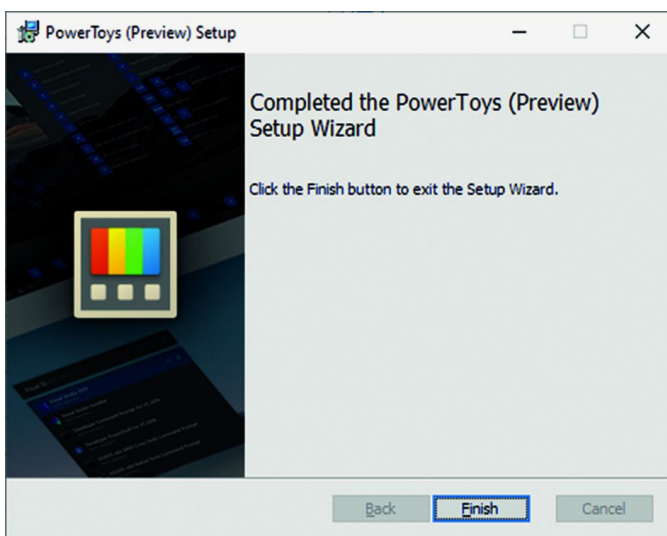 PowerToys (Preview) Setup
Completed the PowerToys (Preview)
Setup Wizard
Click the Finish button to exit the Setup Wizard.
Back Finish Cancel